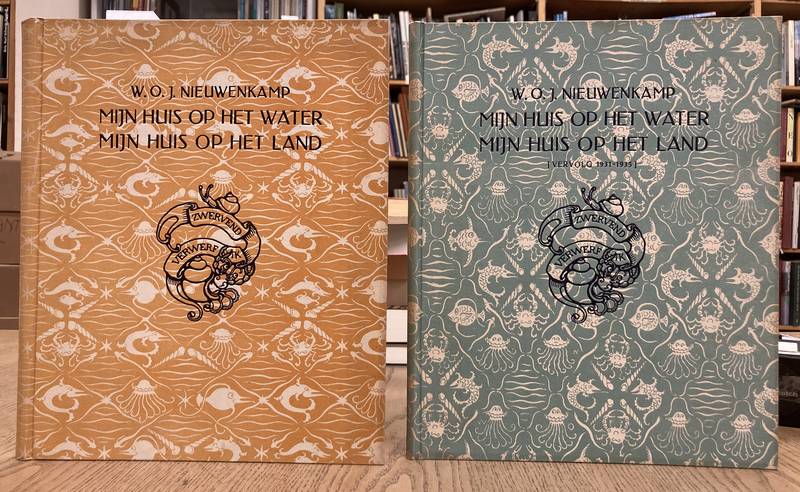 W. O. J. NIEUWENKAMP
MIJN HUIS OP HET WATER
MIJN HUIS OP HET LAND
ZWERVEND
VERWERF IK
W. O. J. NIEUWENKAMP
MIJN HUIS OP HET WATER
MIJN HUIS OP HET LAND
[VERVOLG 1931-1935]
ZWERVEND
VERWERF IK